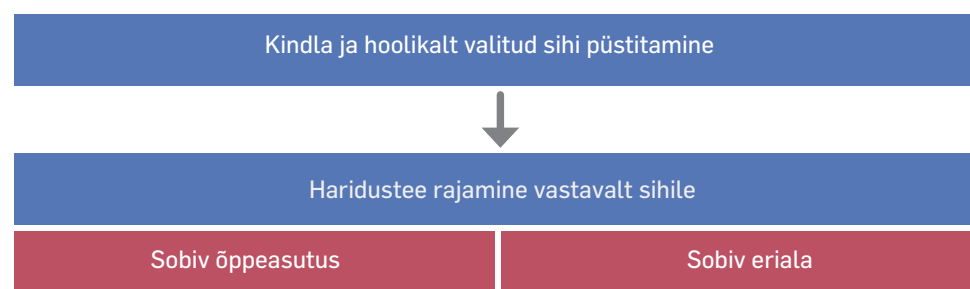 Kindla ja hoolikalt valitud sihi püstitamine
Haridustee rajamine vastavalt sihile
Sobiv õppeasutus
Sobiv eriala